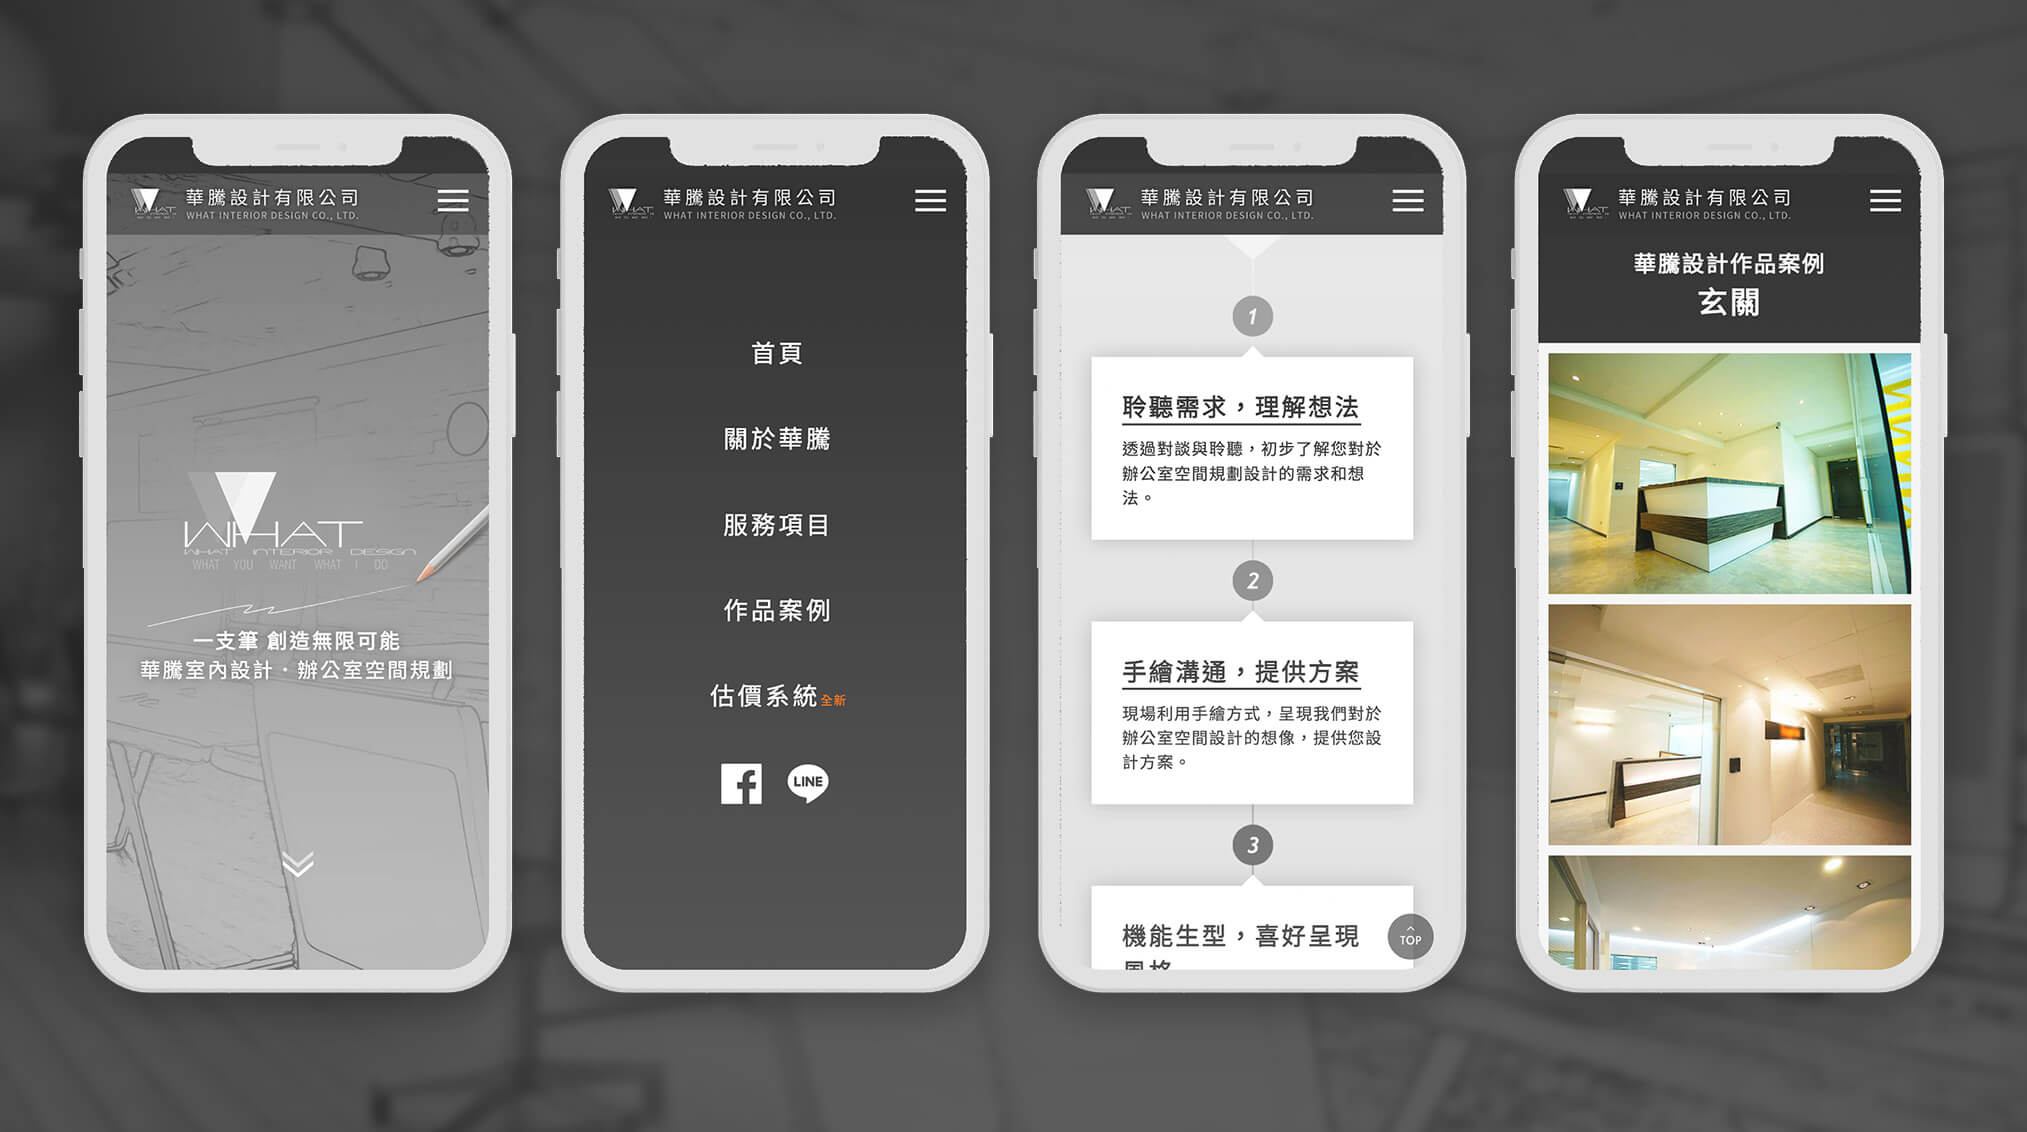 華騰設計有限公司
WHAT INTERIOR DESIGN CO., LTD.
WHAT
WHAT INTERIOR DESIGN
WHAT YOU WANT WHAT I DO
一支筆 創造無限可能
華騰室內設計．辦公室空間規劃
華騰設計有限公司
WHAT INTERIOR DESIGN CO., LTD.
首頁
關於華騰
服務項目
作品案例
估價系統全新
LINE
華騰設計有限公司
WHAT INTERIOR DESIGN CO., LTD.
1
聆聽需求，理解想法
透過對談與聆聽，初步了解您對於
辦公室空間規劃設計的需求和想
法。
2
手繪溝通，提供方案
現場利用手繪方式，呈現我們對於
辦公室空間設計的想像，提供您設
計方案。
3
機能生型，喜好呈現
TOP
華騰設計有限公司
WHAT INTERIOR DESIGN CO., LTD.
華騰設計作品案例
玄關